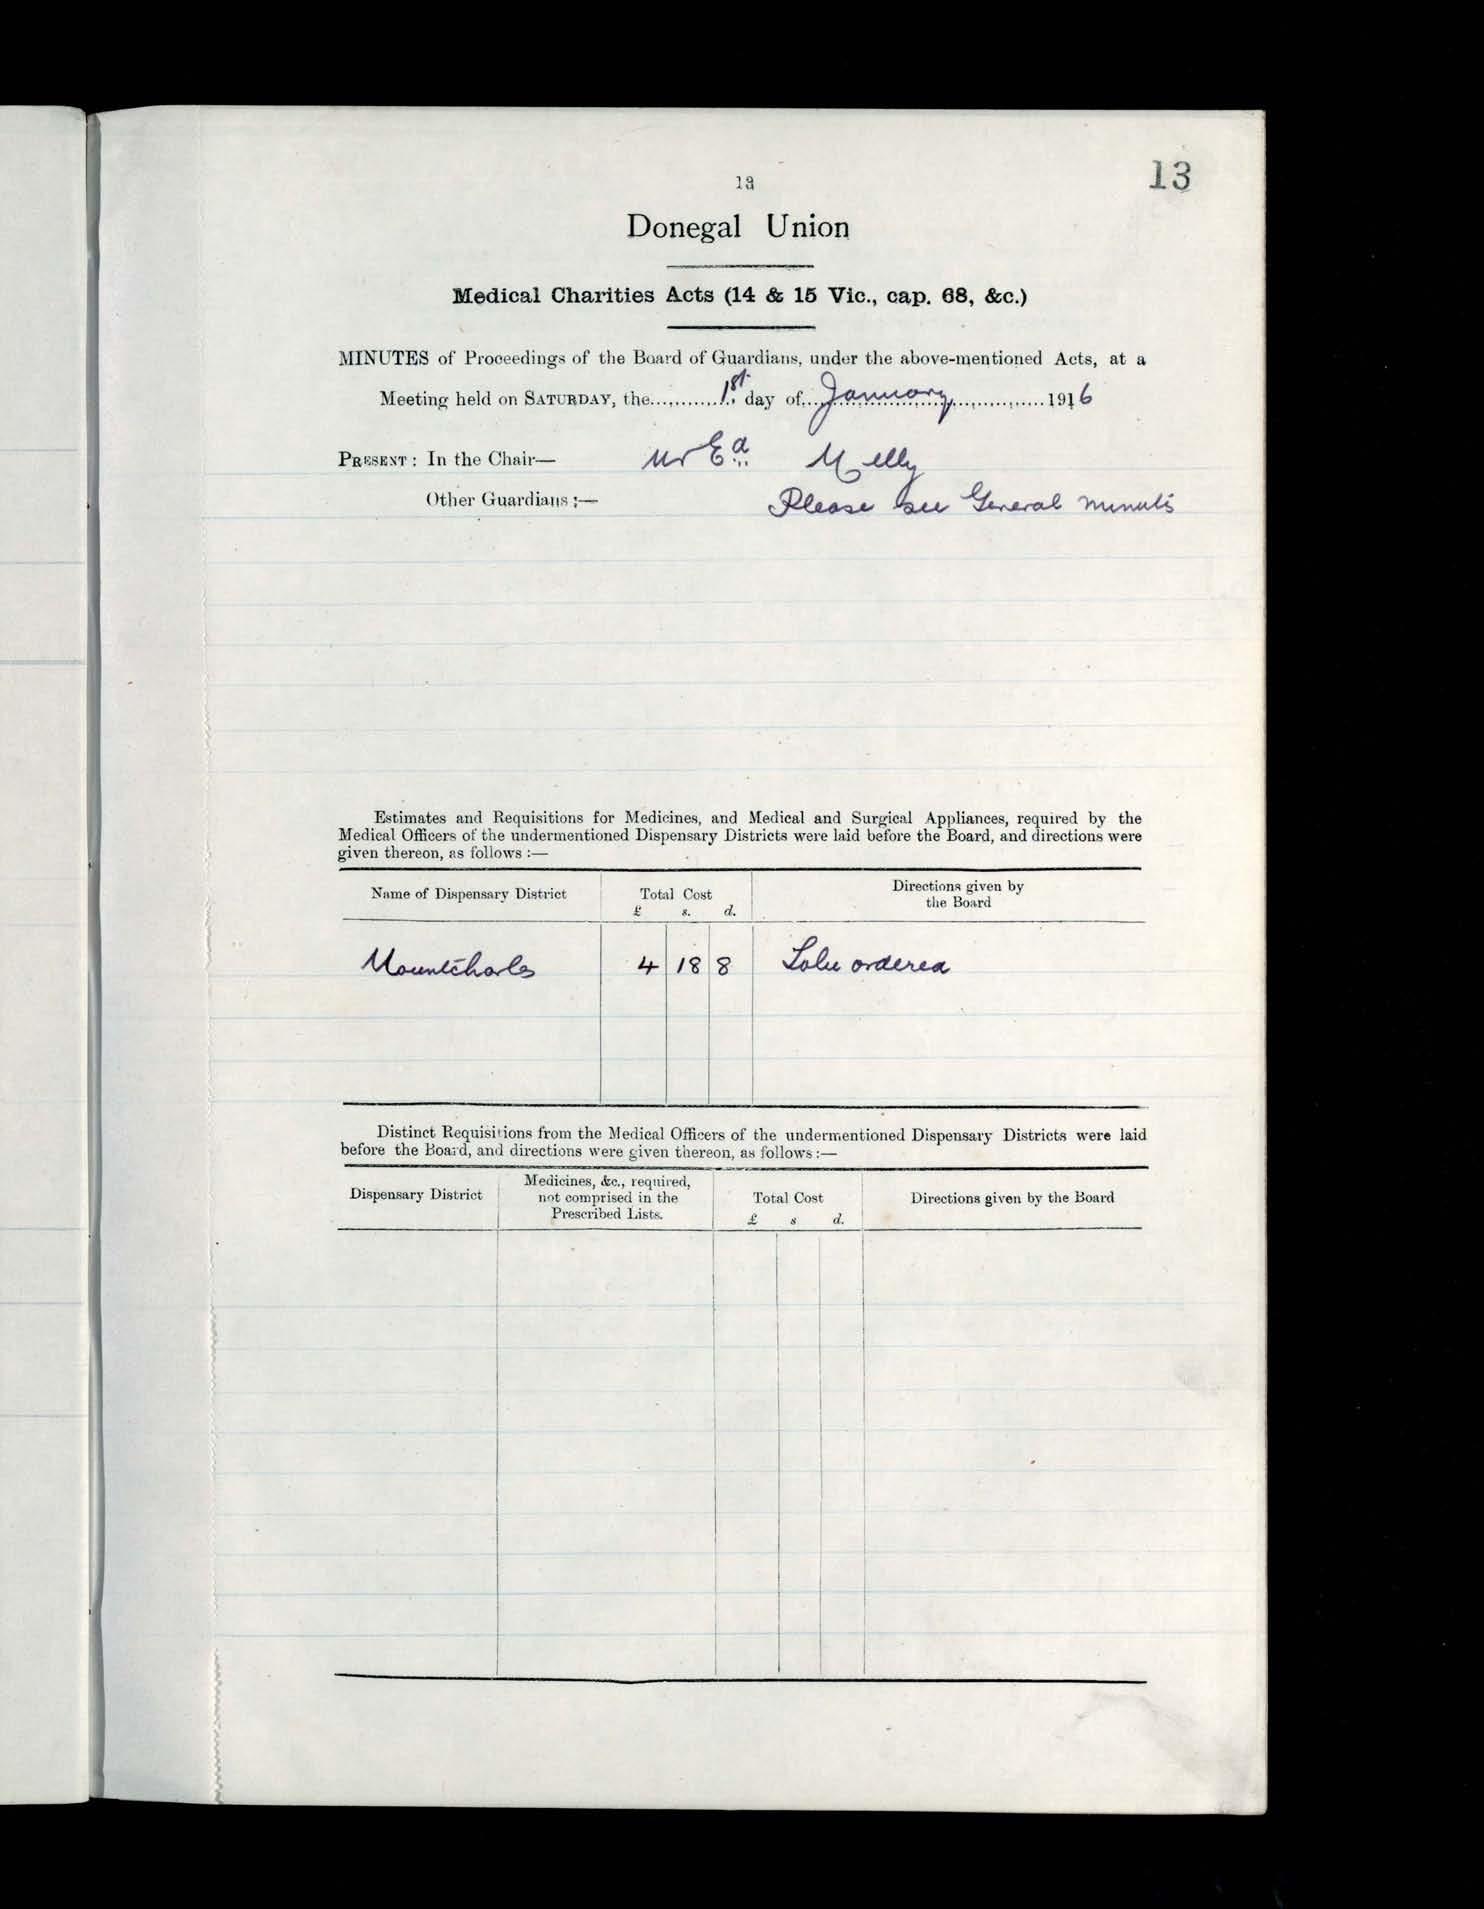 13
13
Donegal Union
Medical Charities Acts (14 & 15 Vic., cap. 68, &c.)
MINUTES of Proceedings of the Board of Guardians, under the above-mentioned Acts, at a
Meeting held on SATURDAY, the 1st day of January 1916
PRESENT: In the Chair— Mr Ed Melly
Other Guardians:— Please see General minutes
Estimates and Requisitions for Medicines, and Medical and Surgical Appliances, required by the
Medical Officers of the undermentioned Dispensary Districts were laid before the Board, and directions were
given thereon, as follows:—
Name of Dispensary District Total Cost Directions given by
the Board
£ s. d.
Mountcharles 4 18 8 To be ordered
Distinct Requisitions from the Medical Officers of the undermentioned Dispensary Districts were laid
before the Board, and directions were given thereon, as follows:—
Dispensary District Medicines, &c., required,
not comprised in the
Prescribed Lists. Total Cost Directions given by the Board
£ s d.